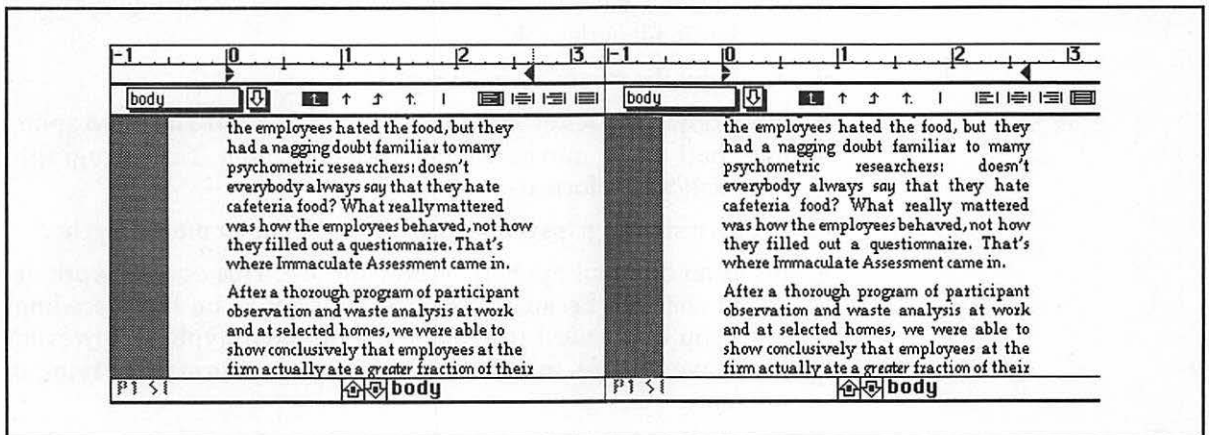 -1 0 1 2 3
body
the employees hated the food, but they
had a nagging doubt familiar to many
psychometric researchers: doesn't
everybody always say that they hate
cafeteria food? What really mattered
was how the employees behaved, not how
they filled out a questionnaire. That's
where Immaculate Assessment came in.
After a thorough program of participant
observation and waste analysis at work
and at selected homes, we were able to
show conclusively that employees at the
firm actually ate a greater fraction of their
P1 S1 body
-1 0 1 2 3
body
the employees hated the food, but they
had a nagging doubt familiar to many
psychometric researchers: doesn't
everybody always say that they hate
cafeteria food? What really mattered
was how the employees behaved, not how
they filled out a questionnaire. That's
where Immaculate Assessment came in.
After a thorough program of participant
observation and waste analysis at work
and at selected homes, we were able to
show conclusively that employees at the
firm actually ate a greater fraction of their
P1 S1 body